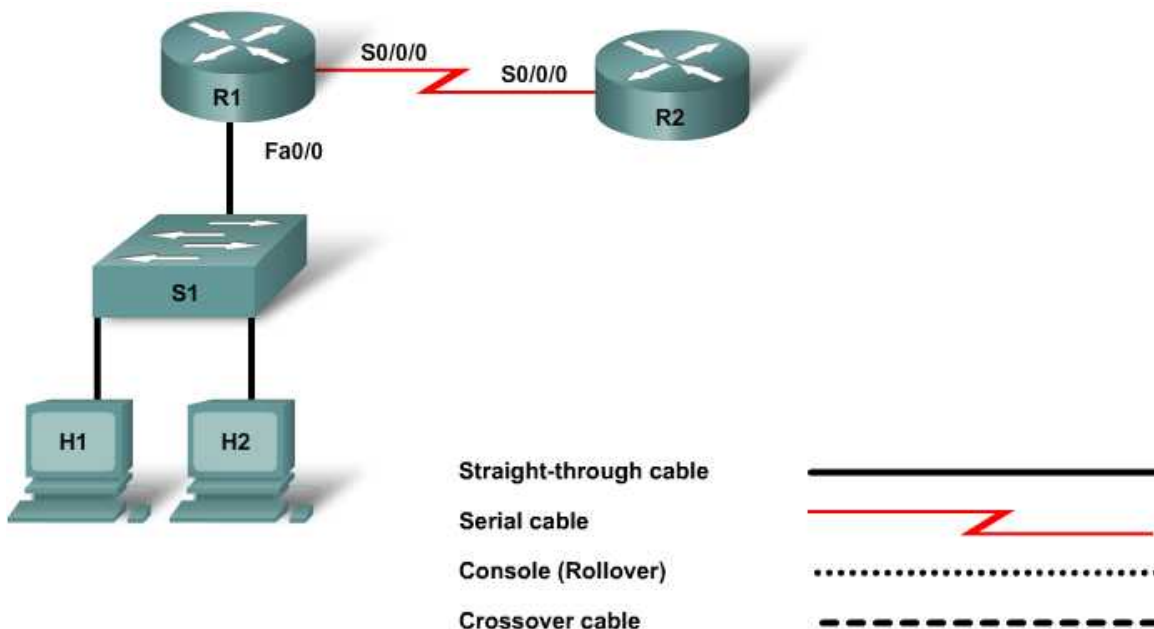 S0/0/0
S0/0/0
R1
R2
Fa0/0
S1
H1
H2
Straight-through cable
Serial cable
Console (Rollover)
Crossover cable